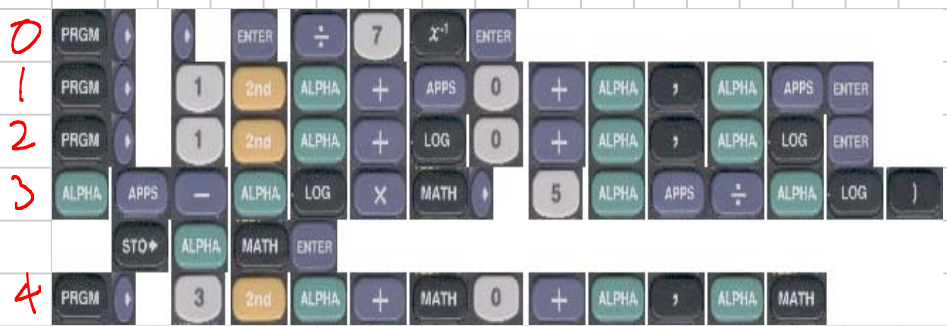 0 PRGM ENTER ÷ 7 x⁻¹ ENTER
1 PRGM 1 2nd ALPHA + APPS 0 + ALPHA , ALPHA APPS ENTER
2 PRGM 1 2nd ALPHA + LOG 0 + ALPHA , ALPHA LOG ENTER
3 ALPHA APPS − ALPHA LOG × MATH 5 ALPHA APPS ÷ ALPHA LOG )
STO ALPHA MATH ENTER
4 PRGM 3 2nd ALPHA + MATH 0 + ALPHA , ALPHA MATH